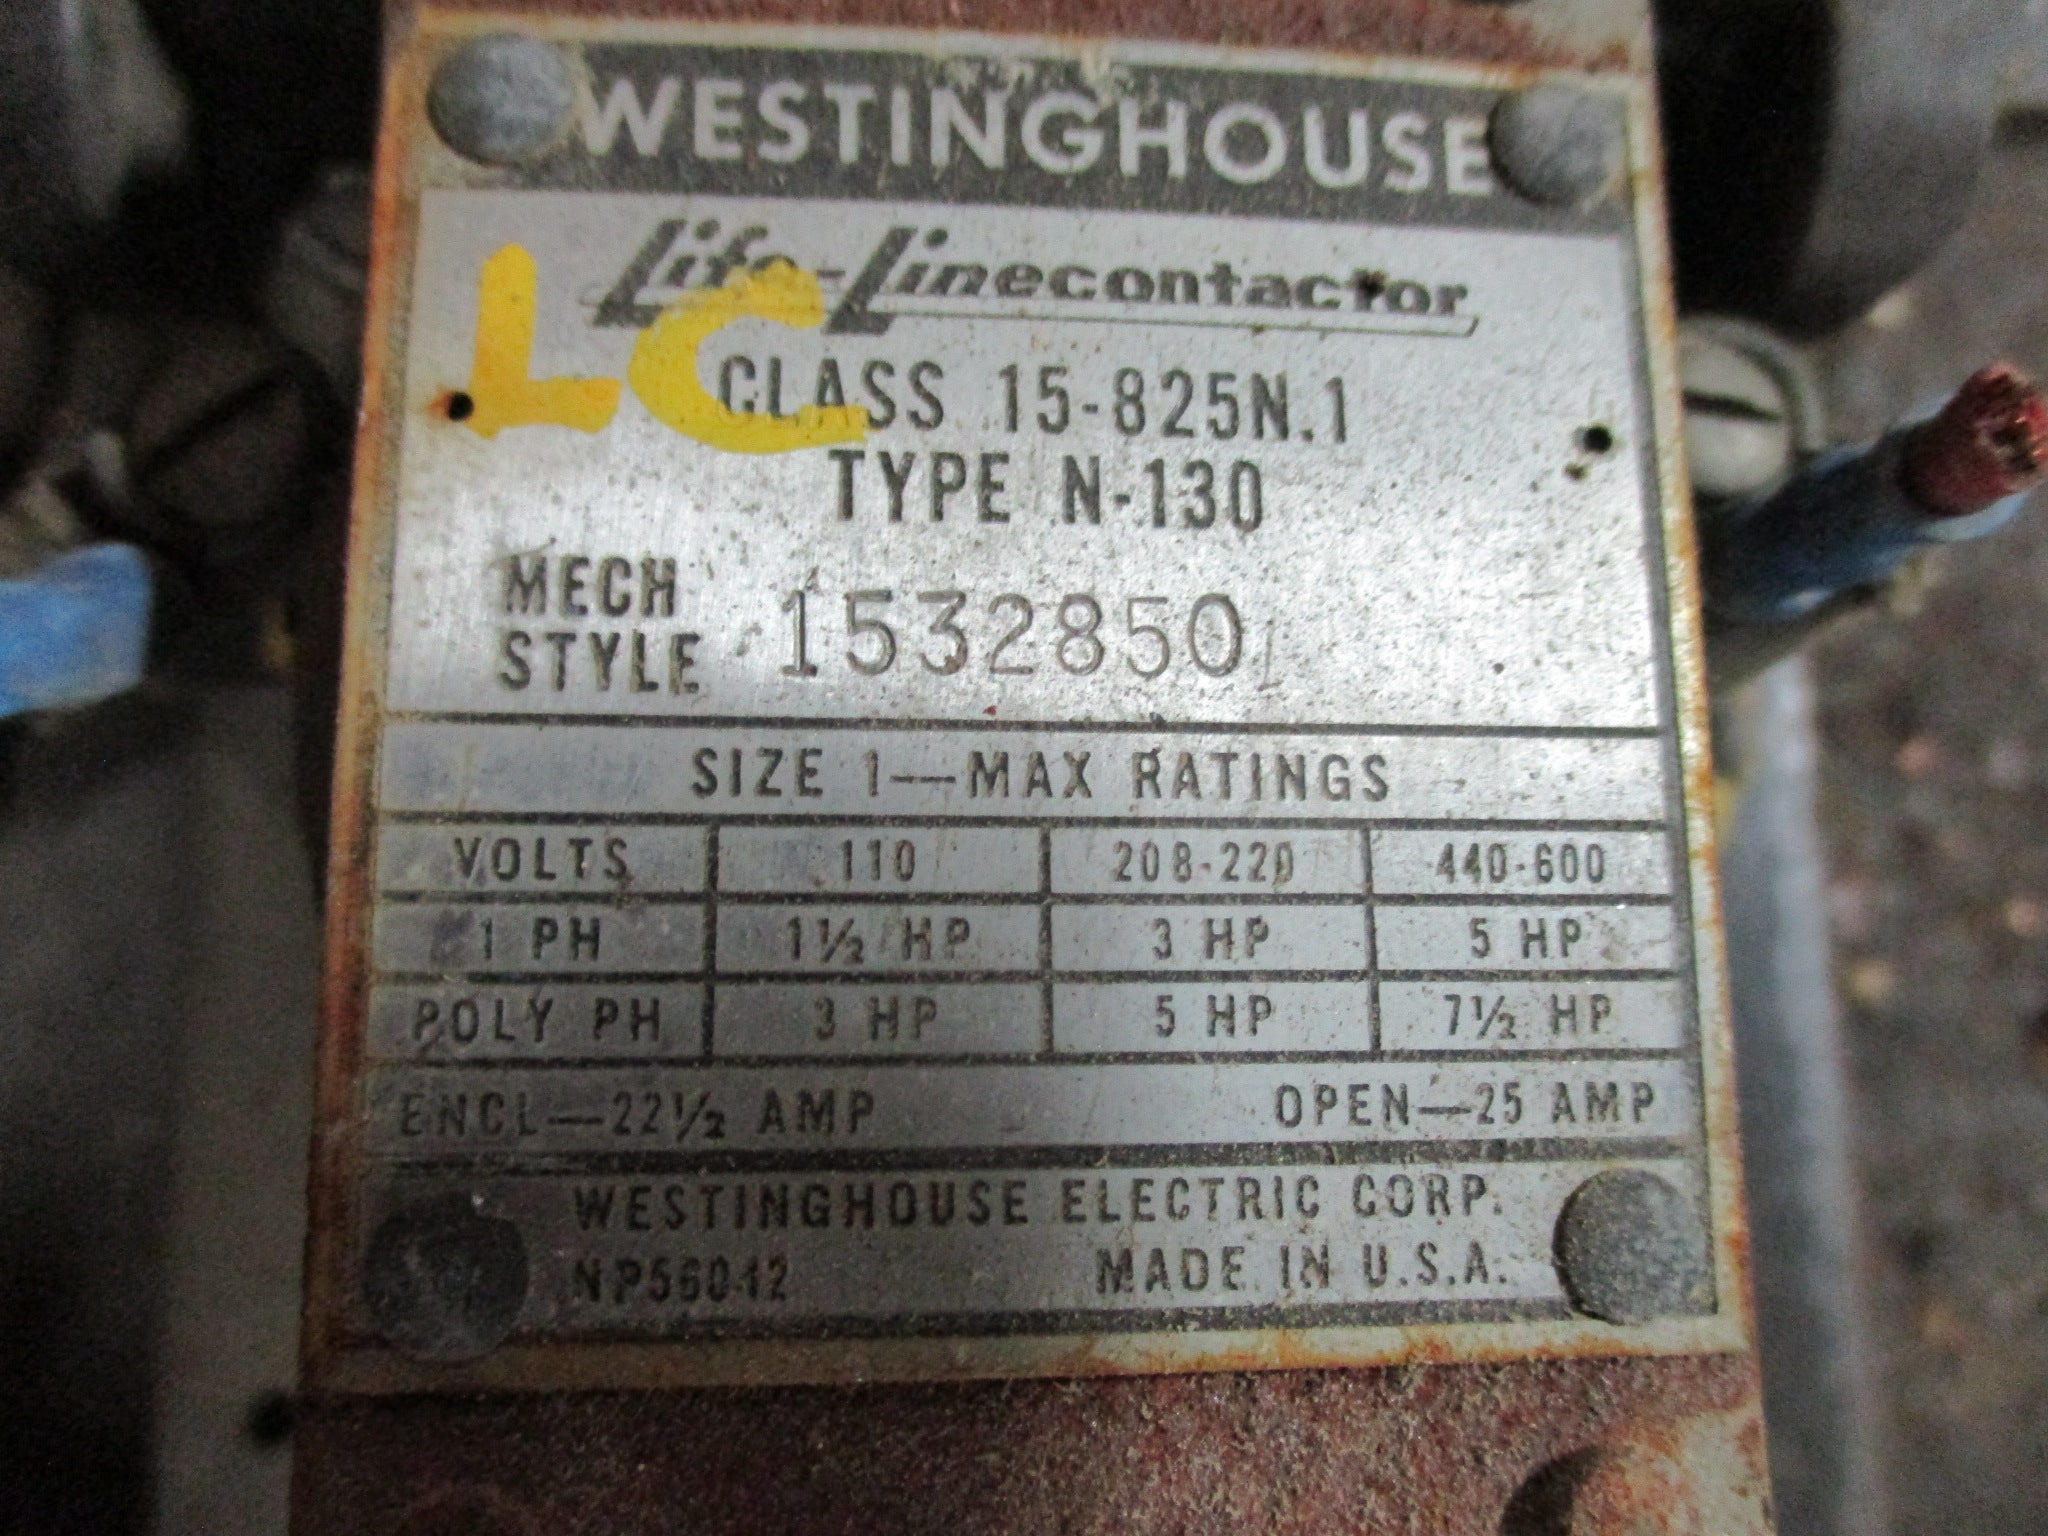 WESTINGHOUSE
Life-Linecontactor
LC
CLASS 15-825N.1
TYPE N-130
MECH STYLE 1532850
SIZE 1—MAX RATINGS
VOLTS 110 208-220 440-600
1 PH 1½ HP 3 HP 5 HP
POLY PH 3 HP 5 HP 7½ HP
ENCL—22½ AMP OPEN—25 AMP
WESTINGHOUSE ELECTRIC CORP.
NP56042 MADE IN U.S.A.